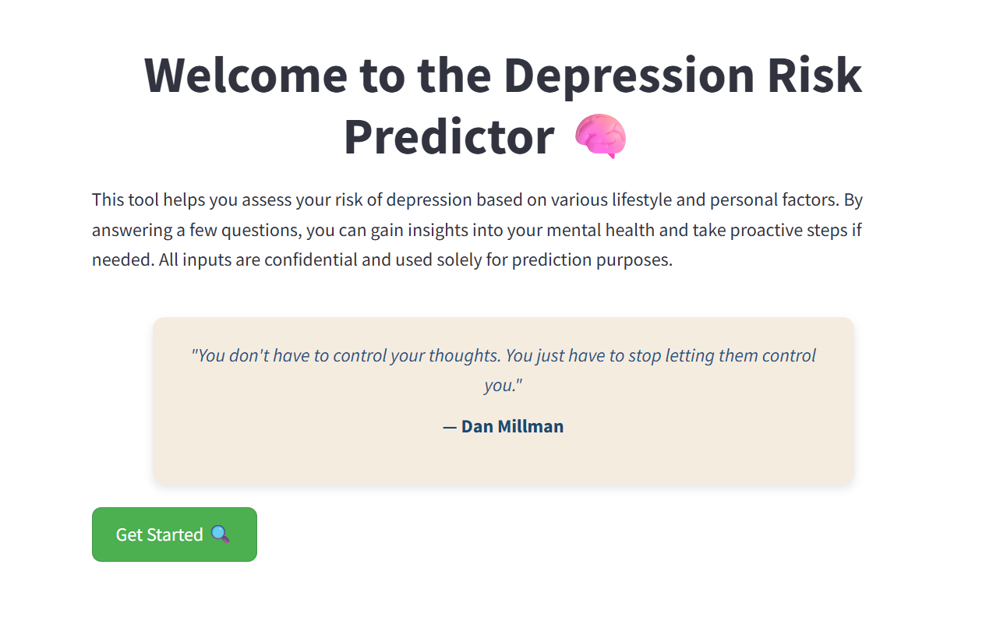 Welcome to the Depression Risk
Predictor 🧠
This tool helps you assess your risk of depression based on various lifestyle and personal factors. By
answering a few questions, you can gain insights into your mental health and take proactive steps if
needed. All inputs are confidential and used solely for prediction purposes.
"You don't have to control your thoughts. You just have to stop letting them control
you."
— Dan Millman
Get Started 🔍